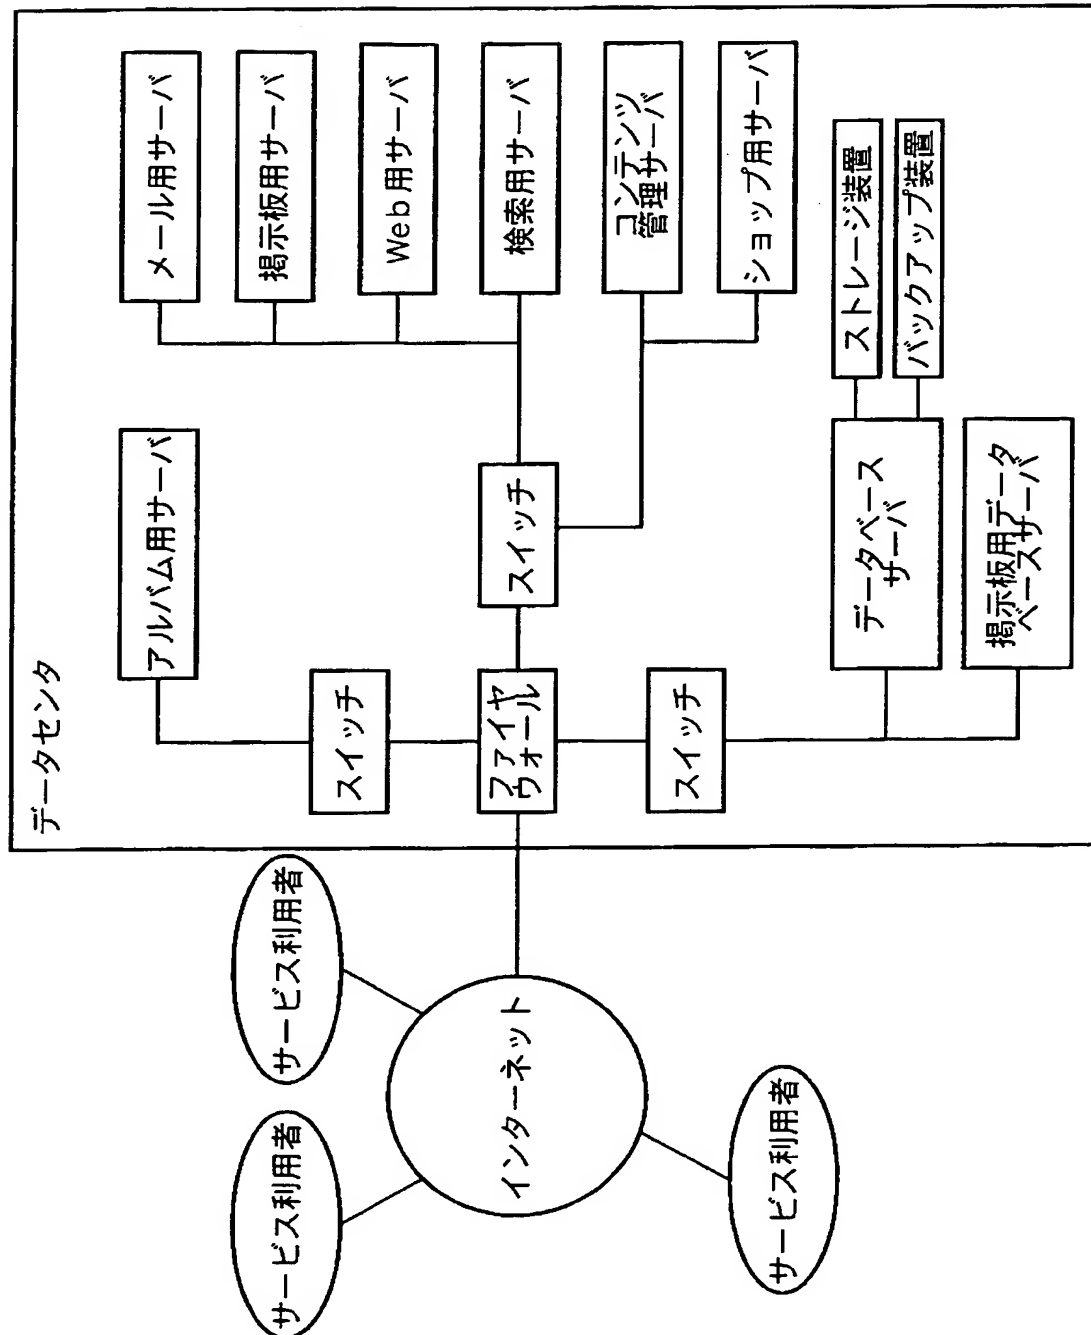 データセンタ
アルバム用サーバ
メール用サーバ
掲示板用サーバ
Web用サーバ
検索用サーバ
コンテンツ
管理サーバ
ショップ用サーバ
スイッチ
スイッチ
ファイヤ
ウォール
スイッチ
データベース
サーバ
ストレージ装置
バックアップ装置
掲示板用データ
ベースサーバ
インターネット
サービス利用者
サービス利用者
サービス利用者